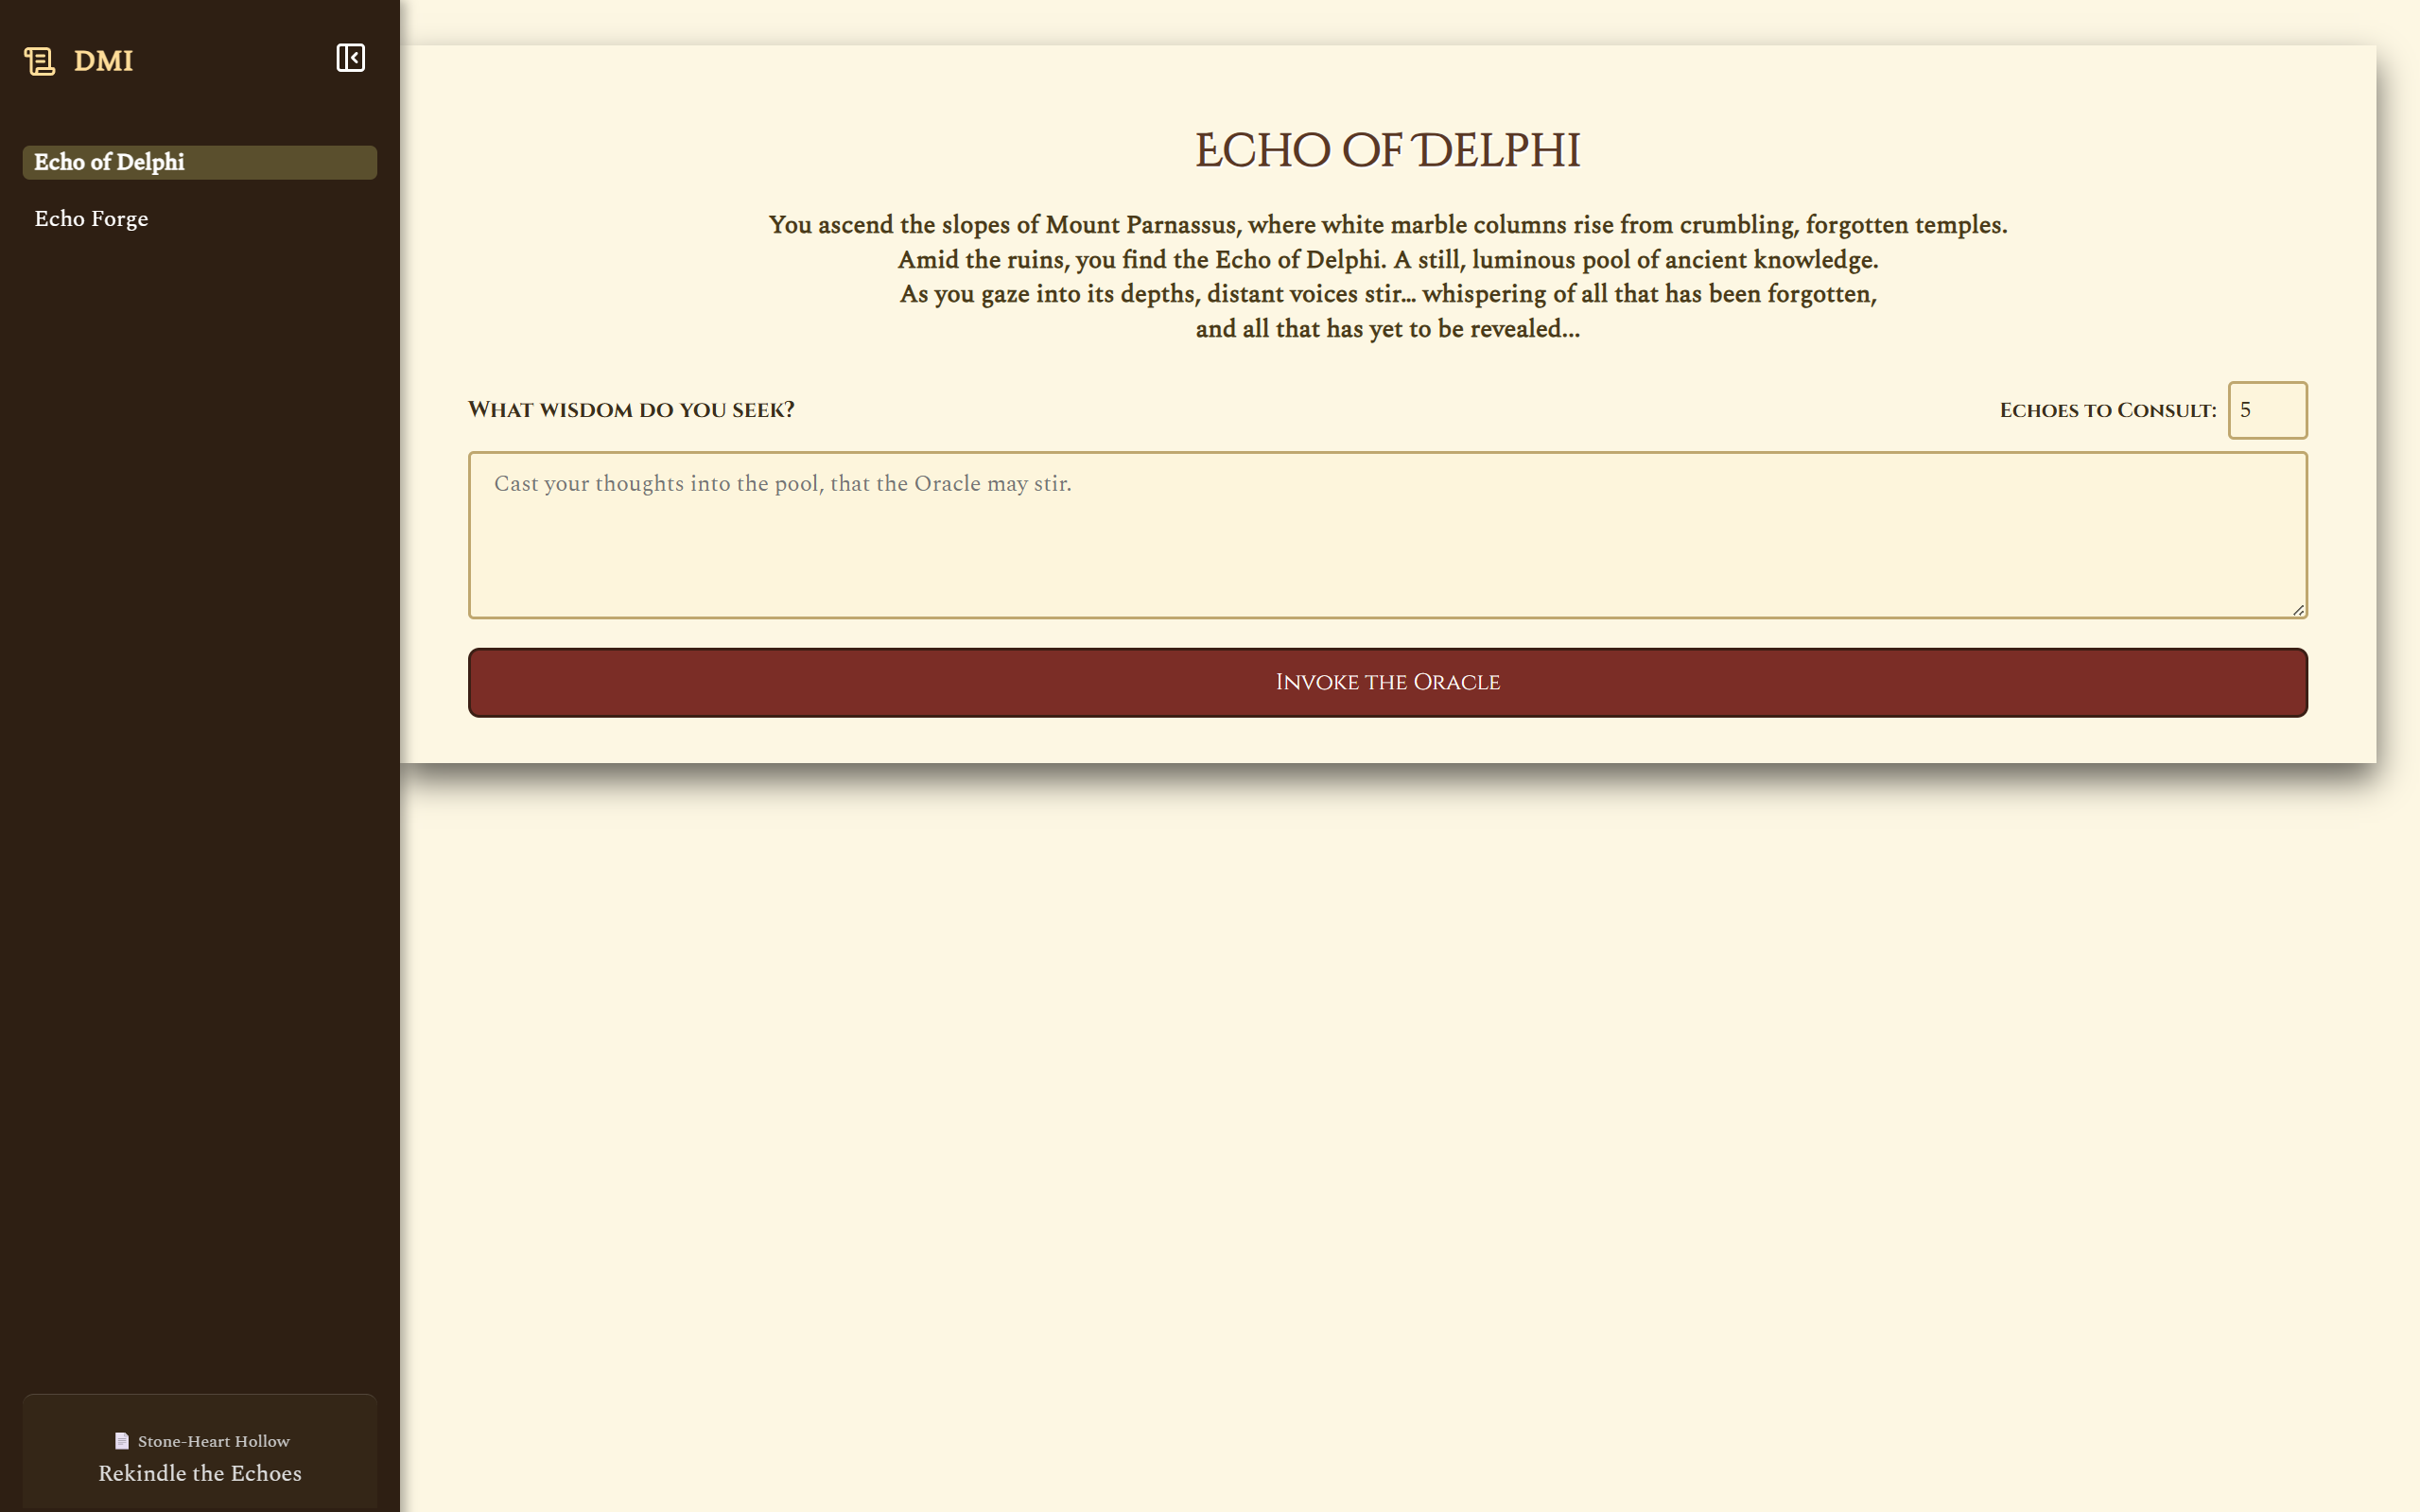 DMI
Echo of Delphi
Echo Forge
Echo of Delphi
You ascend the slopes of Mount Parnassus, where white marble columns rise from crumbling, forgotten temples.
Amid the ruins, you find the Echo of Delphi. A still, luminous pool of ancient knowledge.
As you gaze into its depths, distant voices stir... whispering of all that has been forgotten,
and all that has yet to be revealed...
What wisdom do you seek?
Echoes to Consult: 5
Cast your thoughts into the pool, that the Oracle may stir.
Invoke the Oracle
Stone-Heart Hollow
Rekindle the Echoes